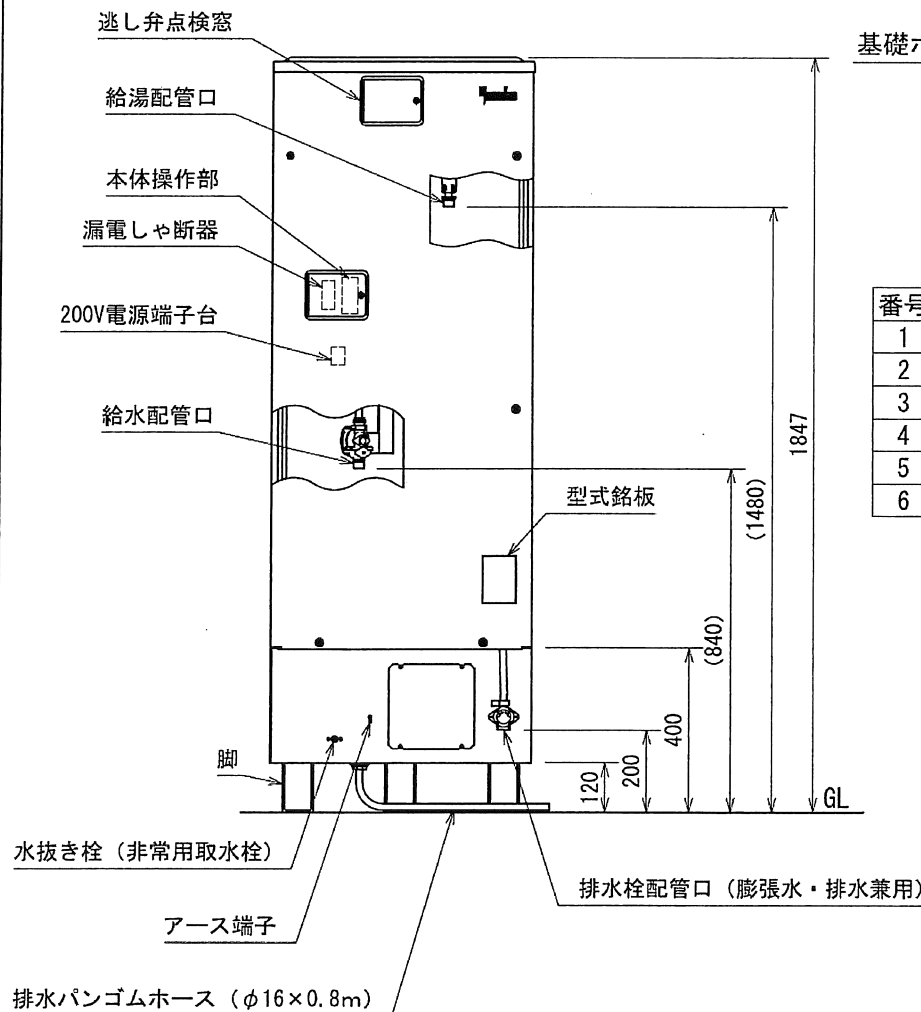 逃し弁点検窓
基礎
給湯配管口
本体操作部
漏電しゃ断器
200V電源端子台
給水配管口
型式銘板
番号
1
2
3
4
5
6
1847
(1480)
(840)
400
200
120
GL
脚
水抜き栓（非常用取水栓）
排水栓配管口（膨張水・排水兼用）
アース端子
排水パンゴムホース（φ16×0.8m）